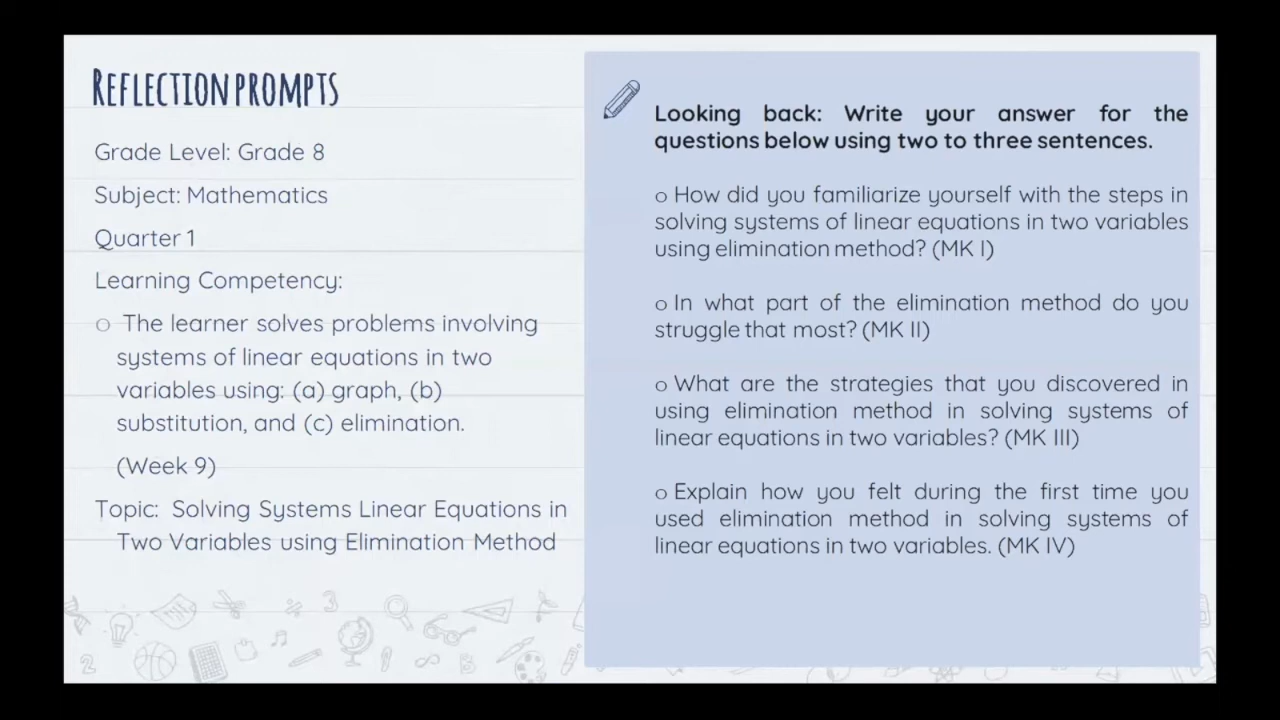 Reflection prompts
Grade Level: Grade 8
Subject: Mathematics
Quarter 1
Learning Competency:
o The learner solves problems involving
systems of linear equations in two
variables using: (a) graph, (b)
substitution, and (c) elimination.
(Week 9)
Topic: Solving Systems Linear Equations in
Two Variables using Elimination Method
Looking back: Write your answer for the
questions below using two to three sentences.
o How did you familiarize yourself with the steps in
solving systems of linear equations in two variables
using elimination method? (MK I)
o In what part of the elimination method do you
struggle that most? (MK II)
o What are the strategies that you discovered in
using elimination method in solving systems of
linear equations in two variables? (MK III)
o Explain how you felt during the first time you
used elimination method in solving systems of
linear equations in two variables. (MK IV)
3
2